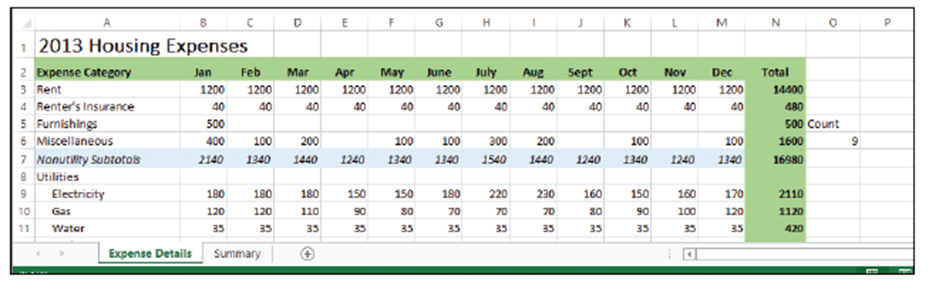 A B C D E F G H I J K L M N O P
1 2013 Housing Expenses
2 Expense Category Jan Feb Mar Apr May June July Aug Sept Oct Nov Dec Total
3 Rent 1200 1200 1200 1200 1200 1200 1200 1200 1200 1200 1200 1200 14400
4 Renter's Insurance 40 40 40 40 40 40 40 40 40 40 40 40 480
5 Furnishings 500 500 Count
6 Miscellaneous 400 100 200 100 100 300 200 100 100 1600 9
7 Nonutility Subtotals 2140 1340 1440 1240 1340 1340 1540 1440 1240 1340 1240 1340 16980
8 Utilities
9 Electricity 180 180 180 150 150 180 220 230 160 150 160 170 2110
10 Gas 120 120 110 90 80 70 70 70 80 90 100 120 1120
11 Water 35 35 35 35 35 35 35 35 35 35 35 35 420
Expense Details Summary